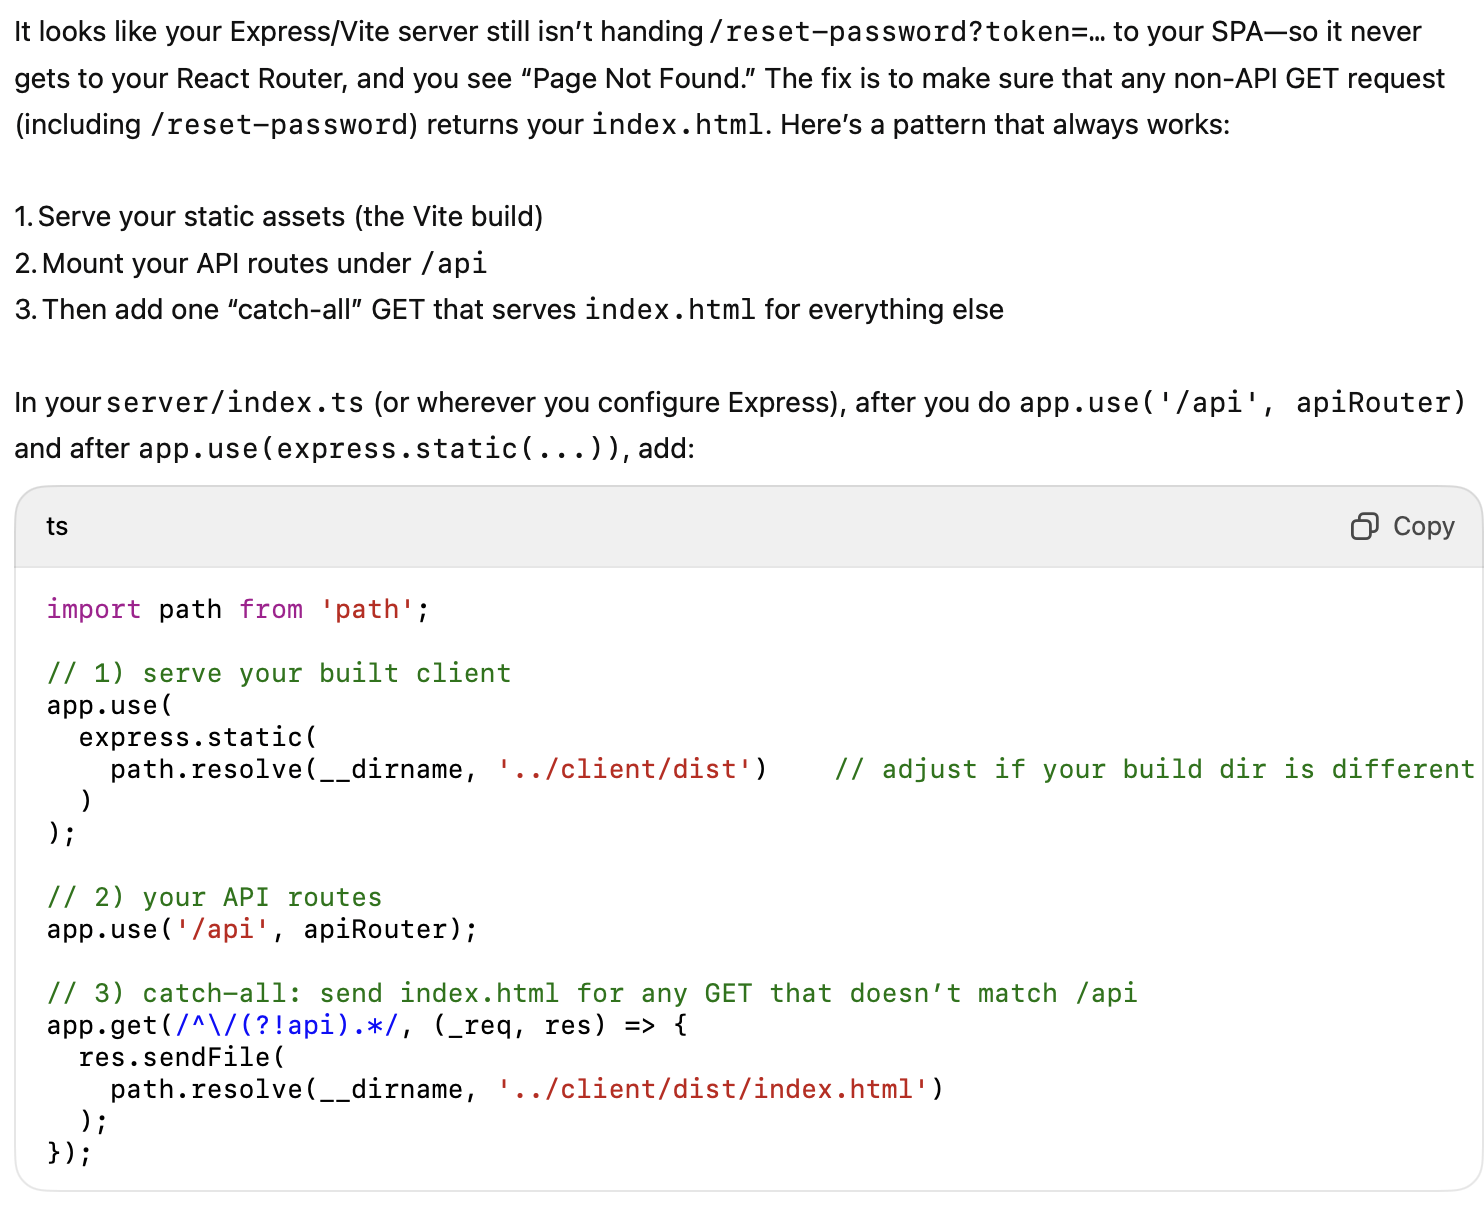 It looks like your Express/Vite server still isn’t handing /reset-password?token=… to your SPA—so it never
gets to your React Router, and you see “Page Not Found.” The fix is to make sure that any non-API GET request
(including /reset-password) returns your index.html. Here’s a pattern that always works:
1. Serve your static assets (the Vite build)
2. Mount your API routes under /api
3. Then add one “catch-all” GET that serves index.html for everything else
In your server/index.ts (or wherever you configure Express), after you do app.use('/api', apiRouter)
and after app.use(express.static(...)), add:
ts
Copy
import path from 'path';
// 1) serve your built client
app.use(
  express.static(
    path.resolve(__dirname, '../client/dist')    // adjust if your build dir is different
  )
);
// 2) your API routes
app.use('/api', apiRouter);
// 3) catch-all: send index.html for any GET that doesn’t match /api
app.get(/^\/(?!api).*/, (_req, res) => {
  res.sendFile(
    path.resolve(__dirname, '../client/dist/index.html')
  );
});